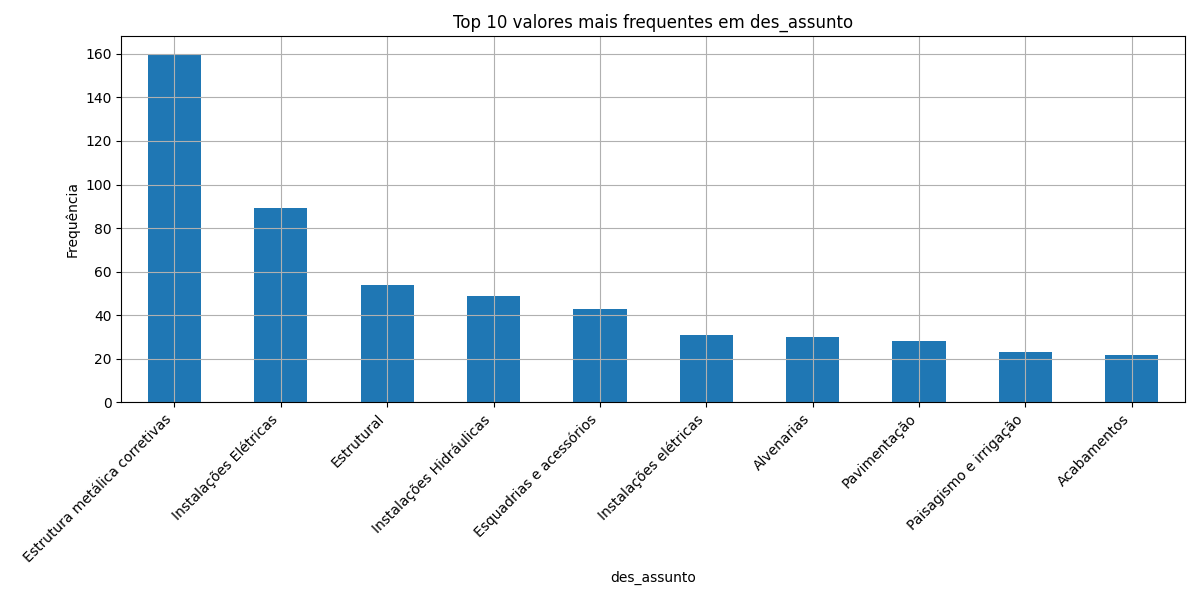 Top 10 valores mais frequentes em des_assunto
160
140
120
100
80
60
40
20
0
Frequência
Estrutura metálica corretivas
Instalações Elétricas
Estrutural
Instalações Hidráulicas
Esquadrias e acessórios
Instalações elétricas
Alvenarias
Pavimentação
Paisagismo e irrigação
Acabamentos
des_assunto